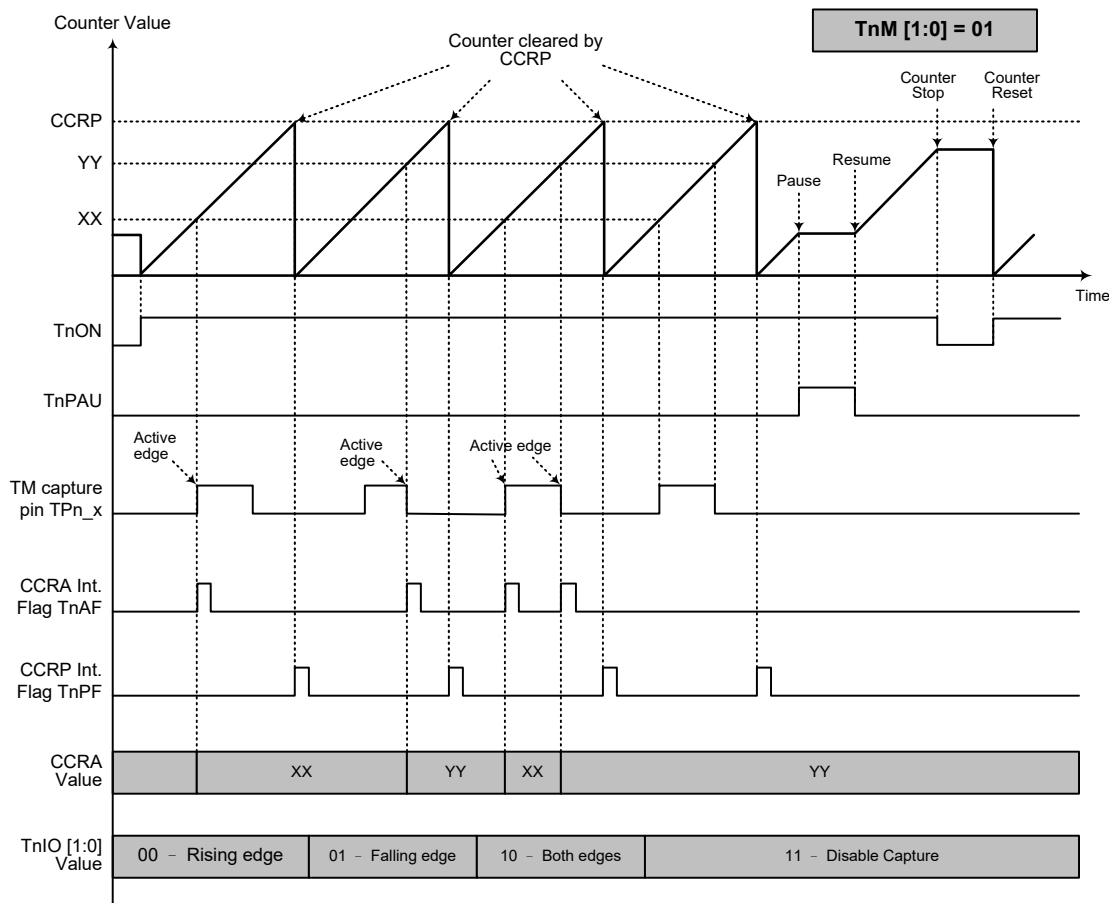 Counter Value
TnM [1:0] = 01
Counter cleared by
CCRP
Counter
Stop
Counter
Reset
CCRP
YY
XX
Pause
Resume
Time
TnON
TnPAU
Active
edge
Active
edge
Active edge
TM capture
pin TPn_x
CCRA Int.
Flag TnAF
CCRP Int.
Flag TnPF
CCRA
Value
XX
YY
XX
YY
TnIO [1:0]
Value
00 – Rising edge
01 – Falling edge
10 – Both edges
11 – Disable Capture